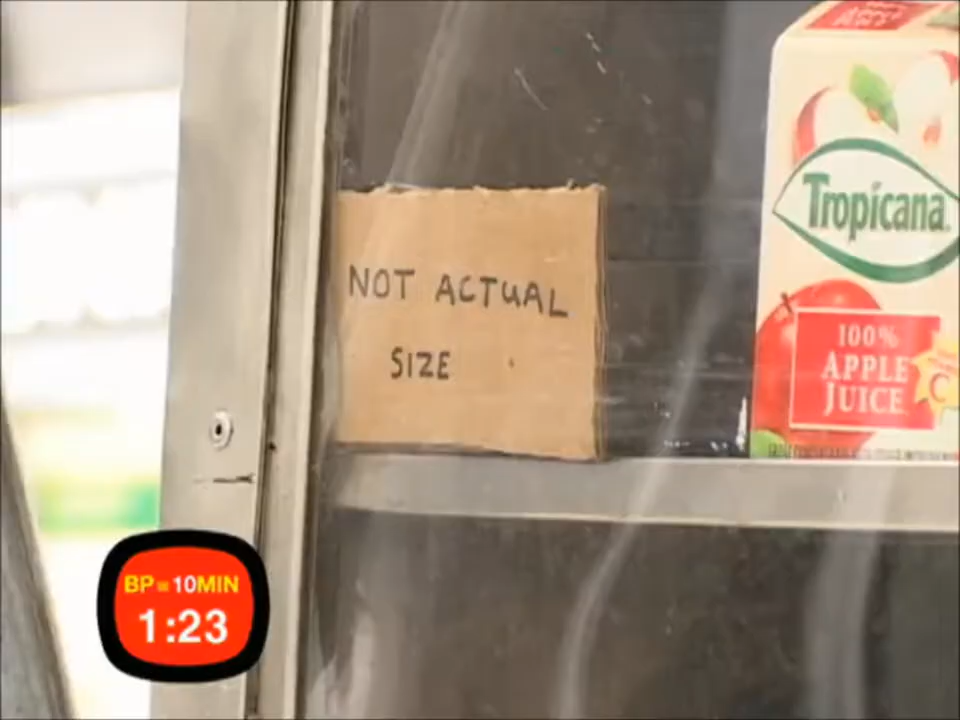 NOT ACTUAL
SIZE
Tropicana
100%
APPLE
JUICE
C
BP=10MIN
1:23